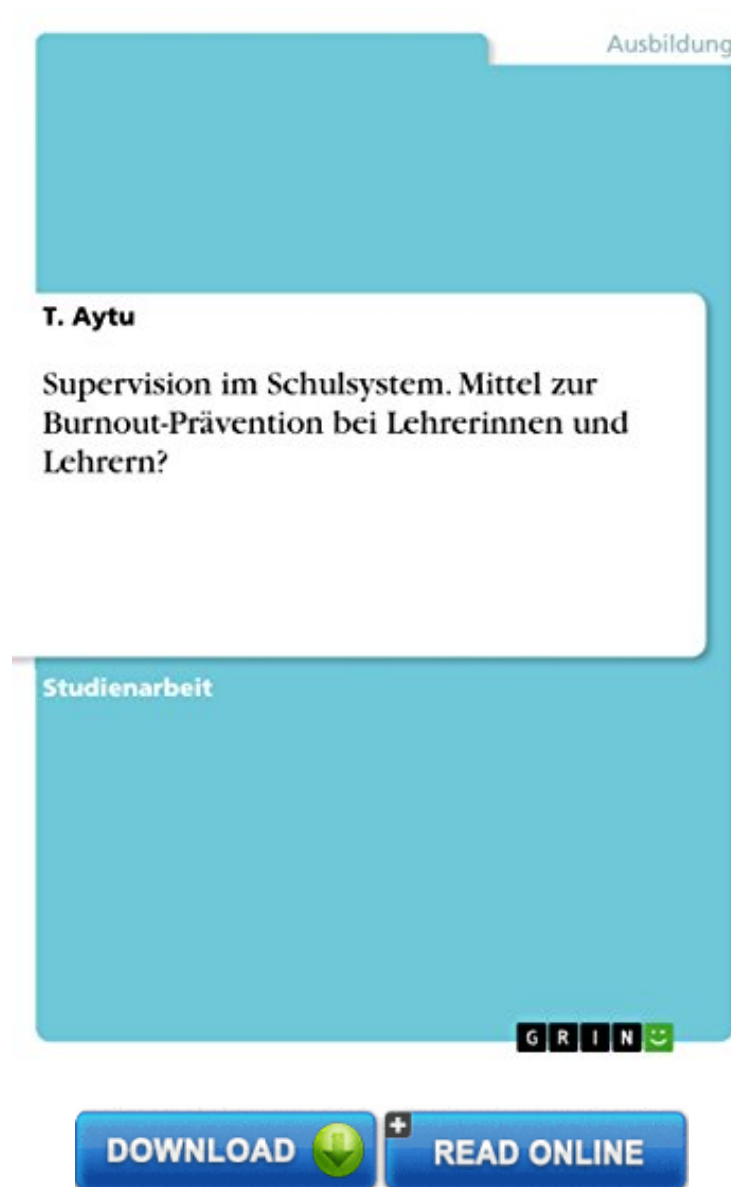 Ausbildung
T. Aytu
Supervision im Schulsystem. Mittel zur
Burnout-Prävention bei Lehrerinnen und
Lehrern?
Studienarbeit
GRIN
DOWNLOAD
READ ONLINE